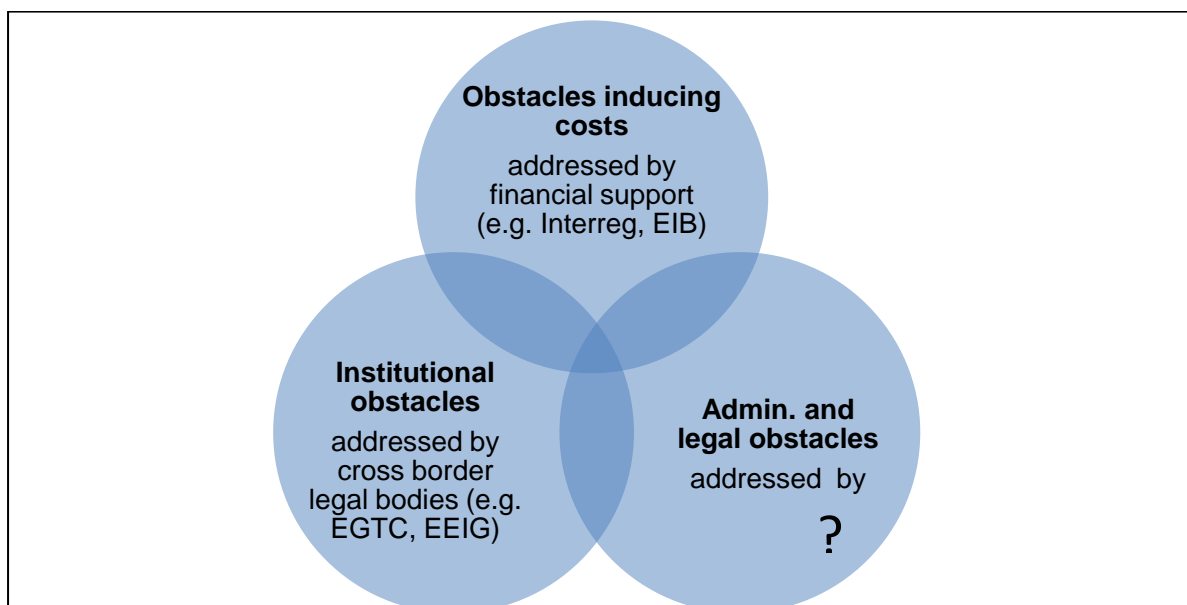 Obstacles inducing
costs
addressed by
financial support
(e.g. Interreg, EIB)
Institutional
obstacles
addressed by
cross border
legal bodies (e.g.
EGTC, EEIG)
Admin. and
legal obstacles
addressed by
?